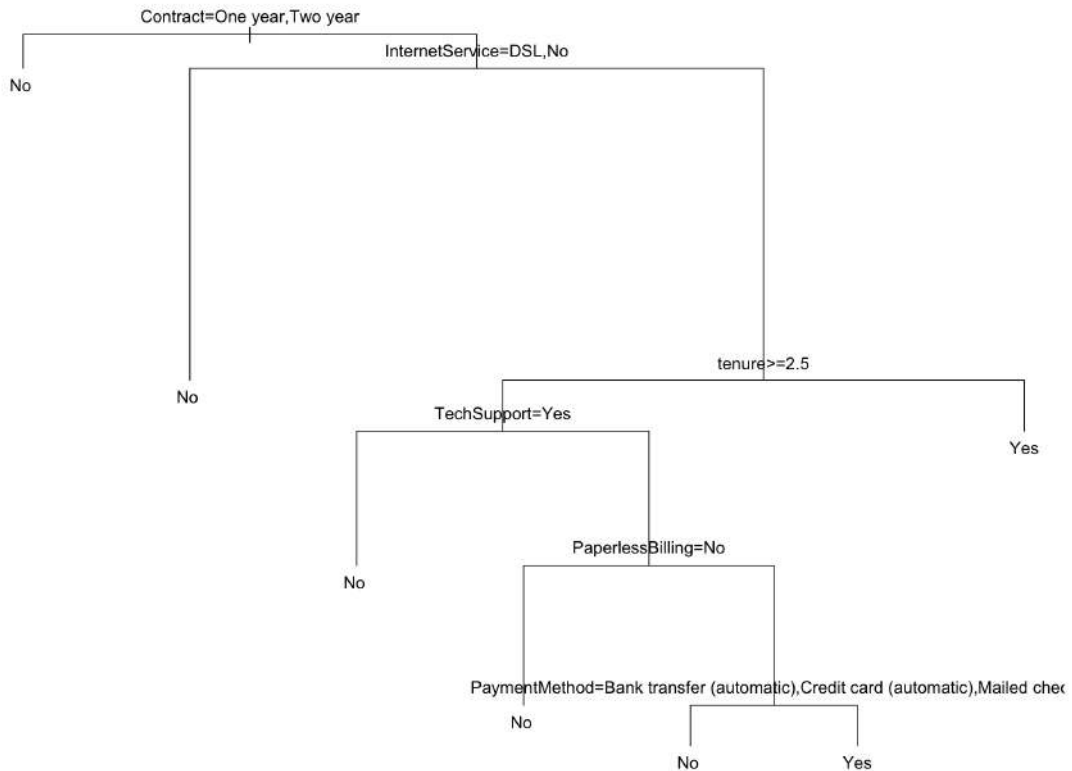 Contract=One year,Two year
InternetService=DSL,No
No
tenure>=2.5
No
TechSupport=Yes
Yes
PaperlessBilling=No
No
PaymentMethod=Bank transfer (automatic),Credit card (automatic),Mailed chec
No
No
Yes